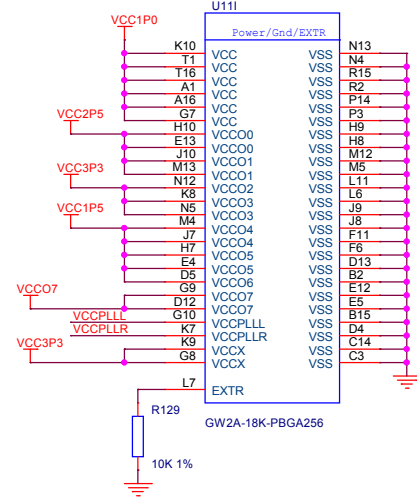 U11I
VCC1P0
Power/Gnd/EXTR
K10 VCC VSS N13
T1 VCC VSS N4
T16 VCC VSS R15
A1 VCC VSS R2
A16 VCC VSS P14
G7 VCC VSS P3
VCC2P5
H10 VCCO0 VSS H9
E13 VCCO0 VSS H8
J10 VCCO1 VSS M12
M13 VCCO1 VSS M5
VCC3P3
N12 VCCO2 VSS L11
K8 VCCO3 VSS L6
N5 VCCO3 VSS J9
VCC1P5
M4 VCCO4 VSS J8
J7 VCCO4 VSS F11
H7 VCCO5 VSS F6
E4 VCCO5 VSS D13
D5 VCCO6 VSS B2
VCCO7
G9 VCCO7 VSS E12
D12 VCCO7 VSS E5
VCCPLLL G10 VCCPLLL VSS B15
VCCPLLR K7 VCCPLLR VSS D4
VCC3P3
K9 VCCX VSS C14
G8 VCCX VSS C3
L7 EXTR
R129
GW2A-18K-PBGA256
10K 1%